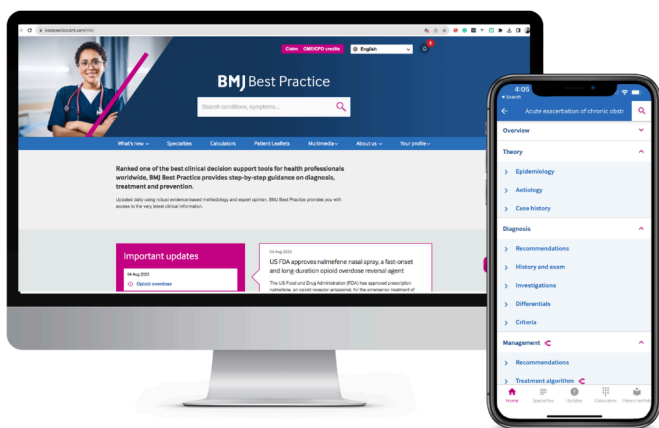 bestpractice.bmj.com/info/
Claim CME/CPD credits
English
BMJ Best Practice
Search conditions, symptoms...
What's new
Specialties
Calculators
Patient Leaflets
Multimedia
About us
Your profile
Ranked one of the best clinical decision support tools for health professionals
worldwide, BMJ Best Practice provides step-by-step guidance on diagnosis,
treatment and prevention.
Updated daily using robust evidence-based methodology and expert opinion, BMJ Best Practice provides you with
access to the very latest clinical information.
Important updates
04 Aug 2023
Opioid overdose
04 Aug 2023
US FDA approves nalmefene nasal spray, a fast-onset
and long-duration opioid overdose reversal agent
The US Food and Drug Administration (FDA) has approved prescription
nalmefene, an opioid receptor antagonist, for the emergency treatment of
4:05
Search
Acute exacerbation of chronic obstr
Overview
Theory
Epidemiology
Aetiology
Case history
Diagnosis
Recommendations
History and exam
Investigations
Differentials
Criteria
Management
Recommendations
Treatment algorithm
Home
Specialties
Updates
Calculators
Patient leaflets